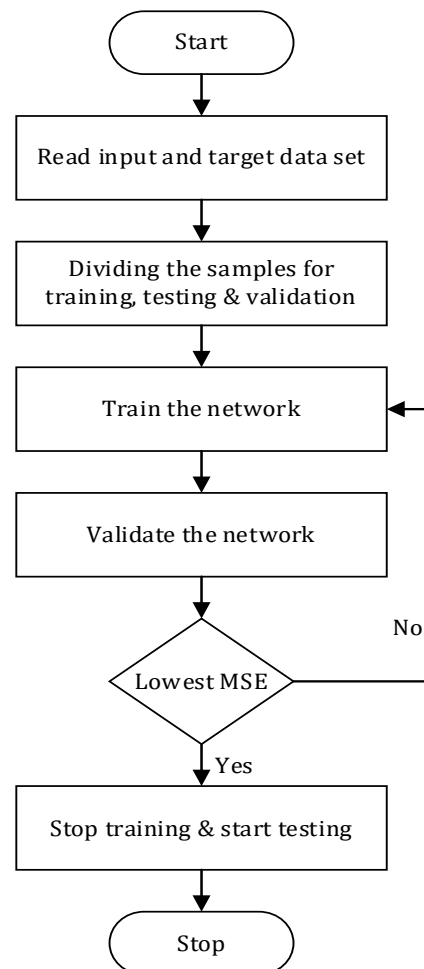 Start
Read input and target data set
Dividing the samples for
training, testing & validation
Train the network
Validate the network
No
Lowest MSE
Yes
Stop training & start testing
Stop